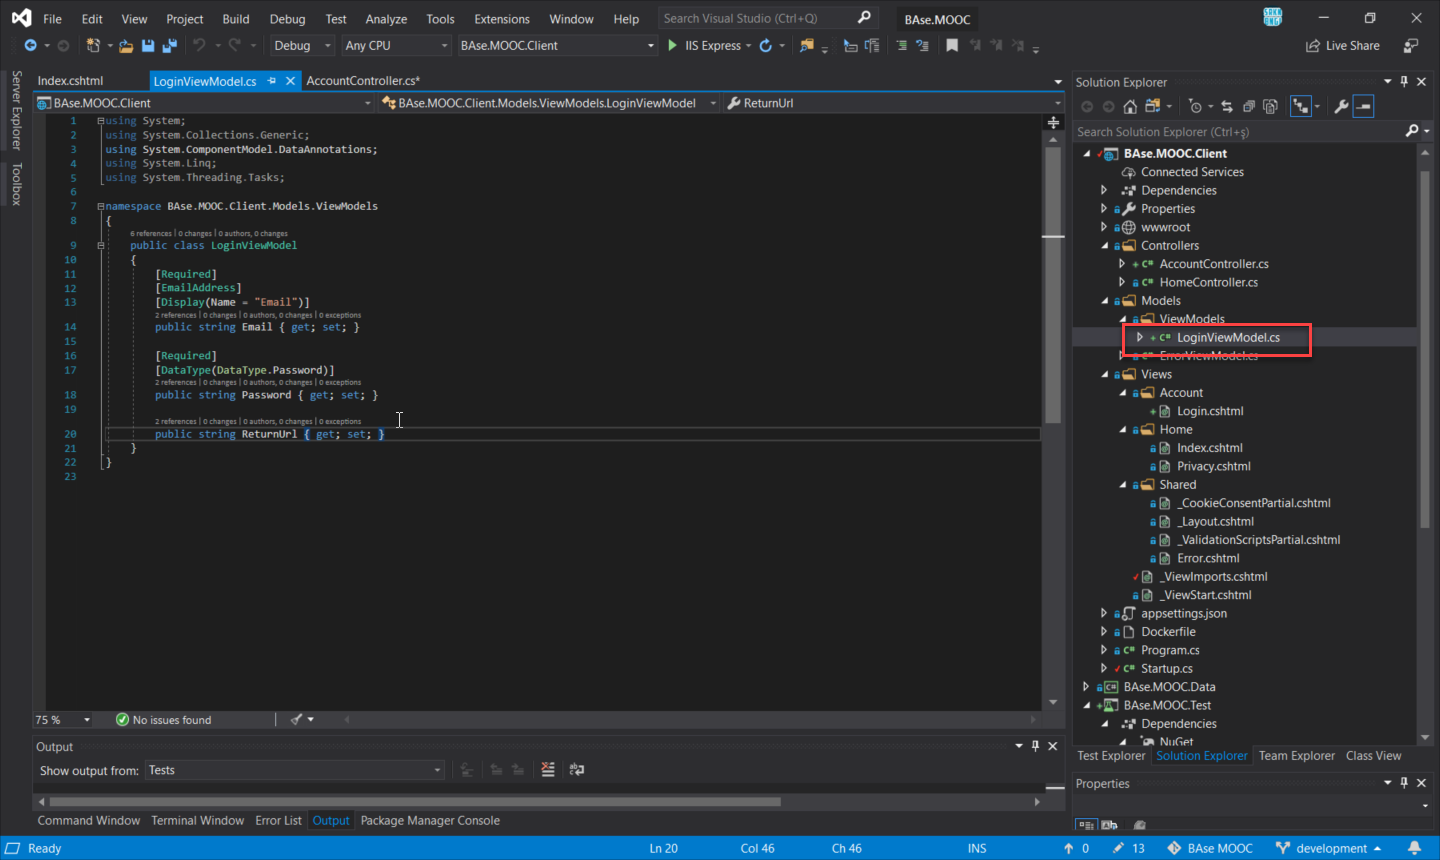 File Edit View Project Build Debug Test Analyze Tools Extensions Window Help Search Visual Studio (Ctrl+Q) BAse.MOOC
Debug Any CPU BAse.MOOC.Client IIS Express Live Share
Server Explorer
Toolbox
Index.cshtml LoginViewModel.cs AccountController.cs*
BAse.MOOC.Client BAse.MOOC.Client.Models.ViewModels.LoginViewModel ReturnUrl
1 using System;
2 using System.Collections.Generic;
3 using System.ComponentModel.DataAnnotations;
4 using System.Linq;
5 using System.Threading.Tasks;
6
7 namespace BAse.MOOC.Client.Models.ViewModels
8 {
6 references | 0 changes | 0 authors, 0 changes
9 public class LoginViewModel
10 {
11 [Required]
12 [EmailAddress]
13 [Display(Name = "Email")]
2 references | 0 changes | 0 authors, 0 changes | 0 exceptions
14 public string Email { get; set; }
15
16 [Required]
17 [DataType(DataType.Password)]
2 references | 0 changes | 0 authors, 0 changes | 0 exceptions
18 public string Password { get; set; }
19
2 references | 0 changes | 0 authors, 0 changes | 0 exceptions
20 public string ReturnUrl { get; set; }
21 }
22 }
23
75 % No issues found
Output
Show output from: Tests
Command Window Terminal Window Error List Output Package Manager Console
Solution Explorer
Search Solution Explorer (Ctrl+ş)
BAse.MOOC.Client
Connected Services
Dependencies
Properties
wwwroot
Controllers
C# AccountController.cs
C# HomeController.cs
Models
ViewModels
C# LoginViewModel.cs
C# ErrorViewModel.cs
Views
Account
Login.cshtml
Home
Index.cshtml
Privacy.cshtml
Shared
_CookieConsentPartial.cshtml
_Layout.cshtml
_ValidationScriptsPartial.cshtml
Error.cshtml
_ViewImports.cshtml
_ViewStart.cshtml
appsettings.json
Dockerfile
C# Program.cs
C# Startup.cs
C# BAse.MOOC.Data
BAse.MOOC.Test
Dependencies
NuGet
Test Explorer Solution Explorer Team Explorer Class View
Properties
Ready Ln 20 Col 46 Ch 46 INS 0 13 BAse MOOC development